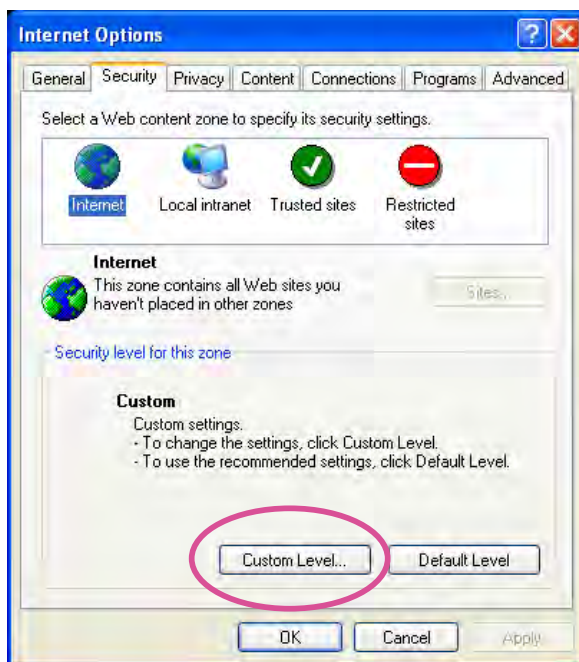 Internet Options
General Security Privacy Content Connections Programs Advanced
Select a Web content zone to specify its security settings.
Internet Local intranet Trusted sites Restricted sites
Internet
This zone contains all Web sites you
haven't placed in other zones
Sites...
Security level for this zone
Custom
Custom settings.
- To change the settings, click Custom Level.
- To use the recommended settings, click Default Level.
Custom Level... Default Level
OK Cancel Apply